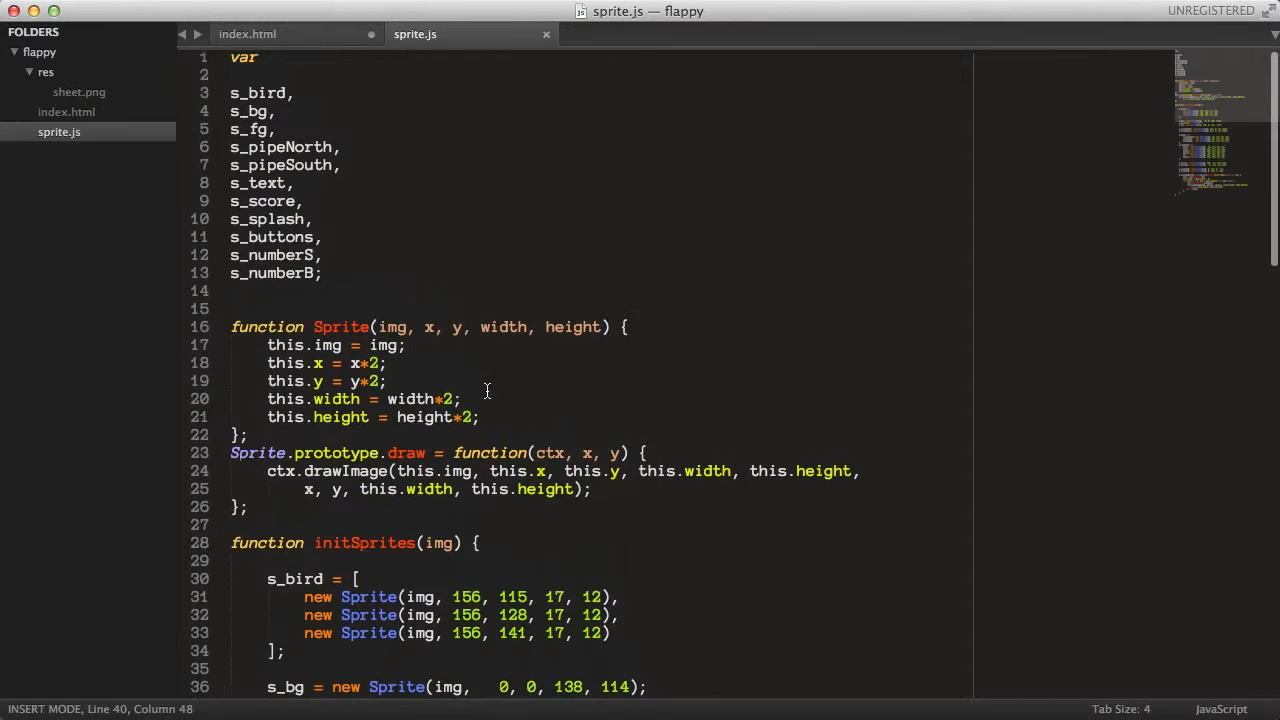 sprite.js — flappy
UNREGISTERED
FOLDERS
flappy
res
sheet.png
index.html
sprite.js
index.html
sprite.js
1 var
2
3 s_bird,
4 s_bg,
5 s_fg,
6 s_pipeNorth,
7 s_pipeSouth,
8 s_text,
9 s_score,
10 s_splash,
11 s_buttons,
12 s_numberS,
13 s_numberB;
14
15
16 function Sprite(img, x, y, width, height) {
17 this.img = img;
18 this.x = x*2;
19 this.y = y*2;
20 this.width = width*2;
21 this.height = height*2;
22 };
23 Sprite.prototype.draw = function(ctx, x, y) {
24 ctx.drawImage(this.img, this.x, this.y, this.width, this.height,
25 x, y, this.width, this.height);
26 };
27
28 function initSprites(img) {
29
30 s_bird = [
31 new Sprite(img, 156, 115, 17, 12),
32 new Sprite(img, 156, 128, 17, 12),
33 new Sprite(img, 156, 141, 17, 12)
34 ];
35
36 s_bg = new Sprite(img, 0, 0, 138, 114);
INSERT MODE, Line 40, Column 48
Tab Size: 4
JavaScript